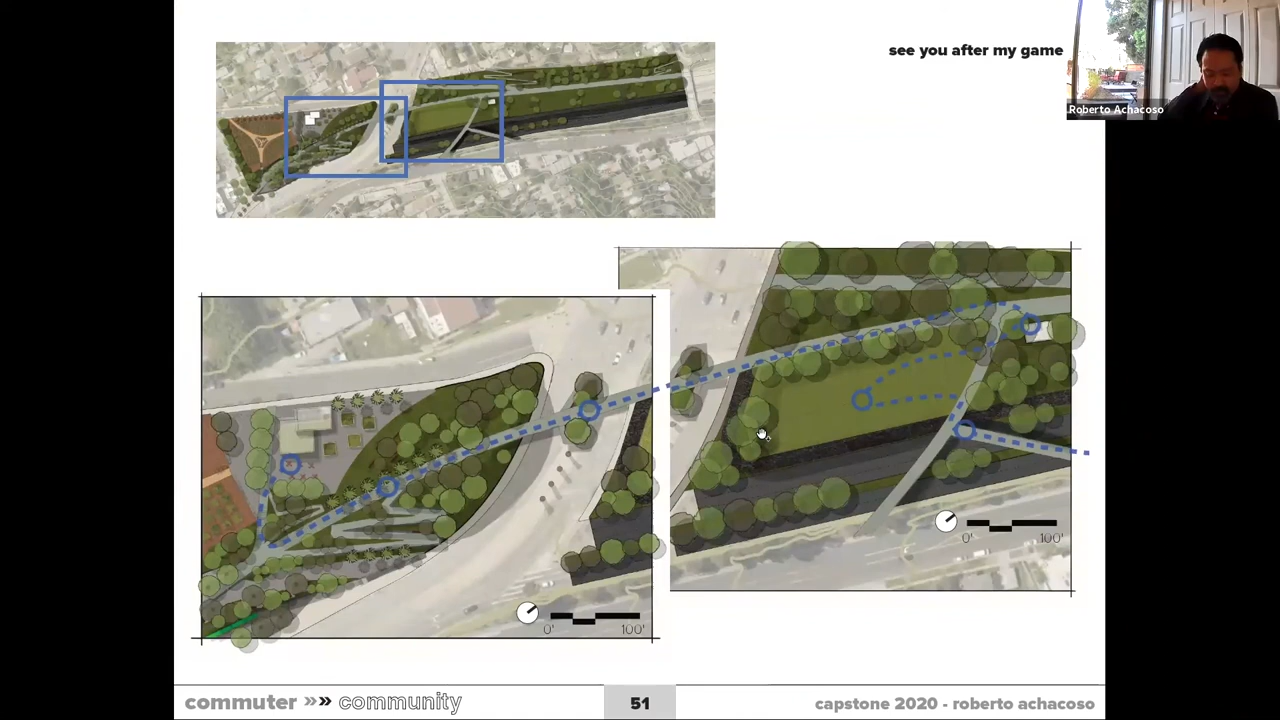 see you after my game
Roberto Achacoso
0'
100'
0'
100'
commuter »» community
51
capstone 2020 - roberto achacoso